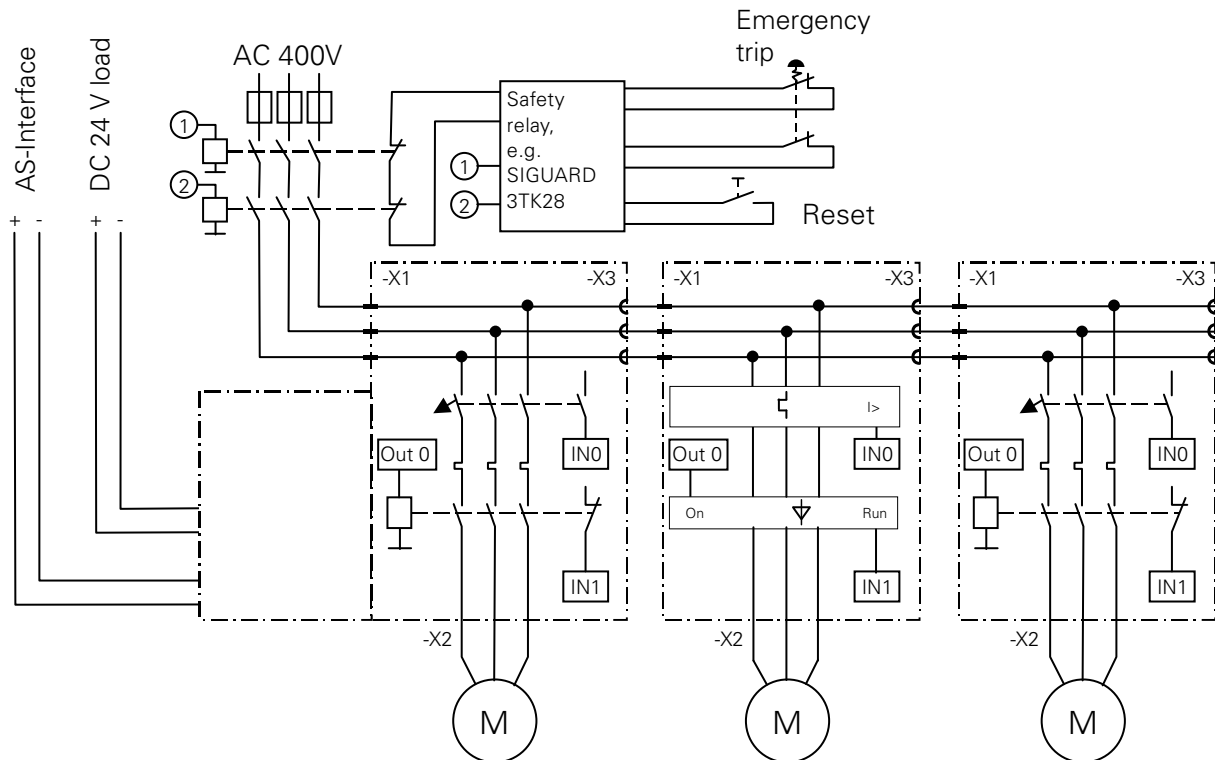 AS-Interface
DC 24 V load
+
-
+
-
AC 400V
1
2
Safety
relay,
e.g.
SIGUARD
3TK28
1
2
Emergency
trip
Reset
-X1
-X3
-X1
-X3
-X1
-X3
Out 0
IN0
IN1
-X2
M
I>
Out 0
IN0
On
Run
IN1
-X2
M
Out 0
IN0
IN1
-X2
M